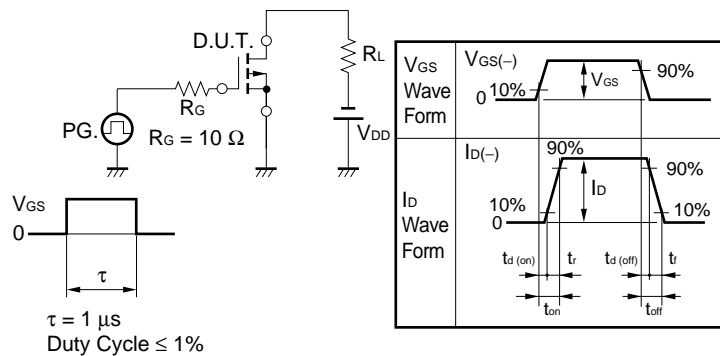 D.U.T.
RL
RG
PG.
RG = 10 Ω
VDD
VGS
0
τ
τ = 1 μs
Duty Cycle ≤ 1%
VGS
Wave
Form
VGS(−)
10%
0
VGS
90%
ID
Wave
Form
ID(−)
90%
90%
10%
0
ID
10%
td (on)
tr
td (off)
tf
ton
toff